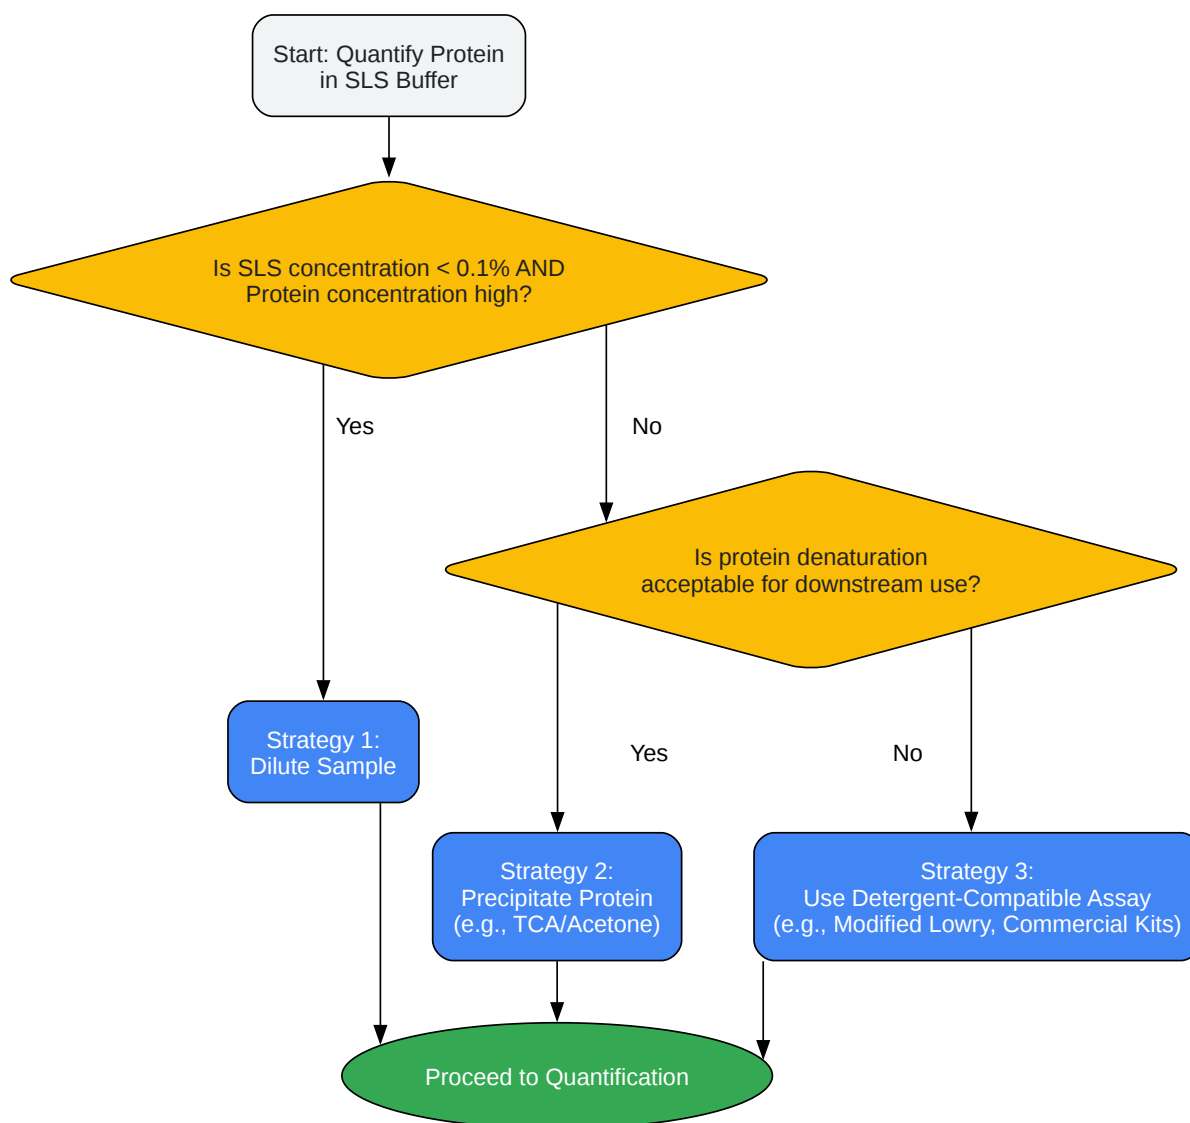 Start: Quantify Protein
in SLS Buffer
Is SLS concentration < 0.1% AND
Protein concentration high?
Yes
No
Is protein denaturation
acceptable for downstream use?
Strategy 1:
Dilute Sample
Yes
No
Strategy 2:
Precipitate Protein
(e.g., TCA/Acetone)
Strategy 3:
Use Detergent-Compatible Assay
(e.g., Modified Lowry, Commercial Kits)
Proceed to Quantification